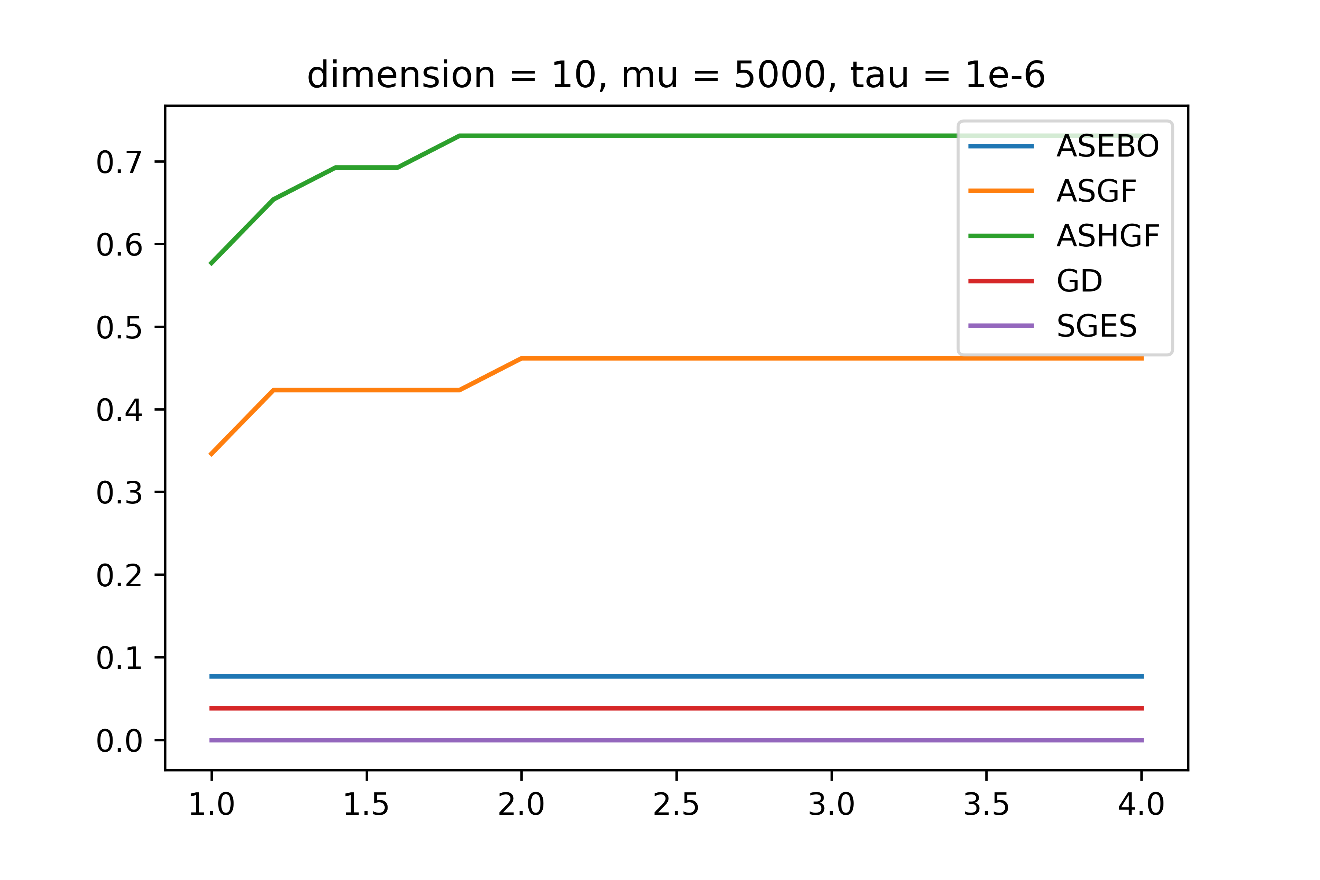 dimension = 10, mu = 5000, tau = 1e-6
0.7
0.6
0.5
0.4
0.3
0.2
0.1
0.0
ASEBO
ASGF
ASHGF
GD
SGES
1.0 1.5 2.0 2.5 3.0 3.5 4.0